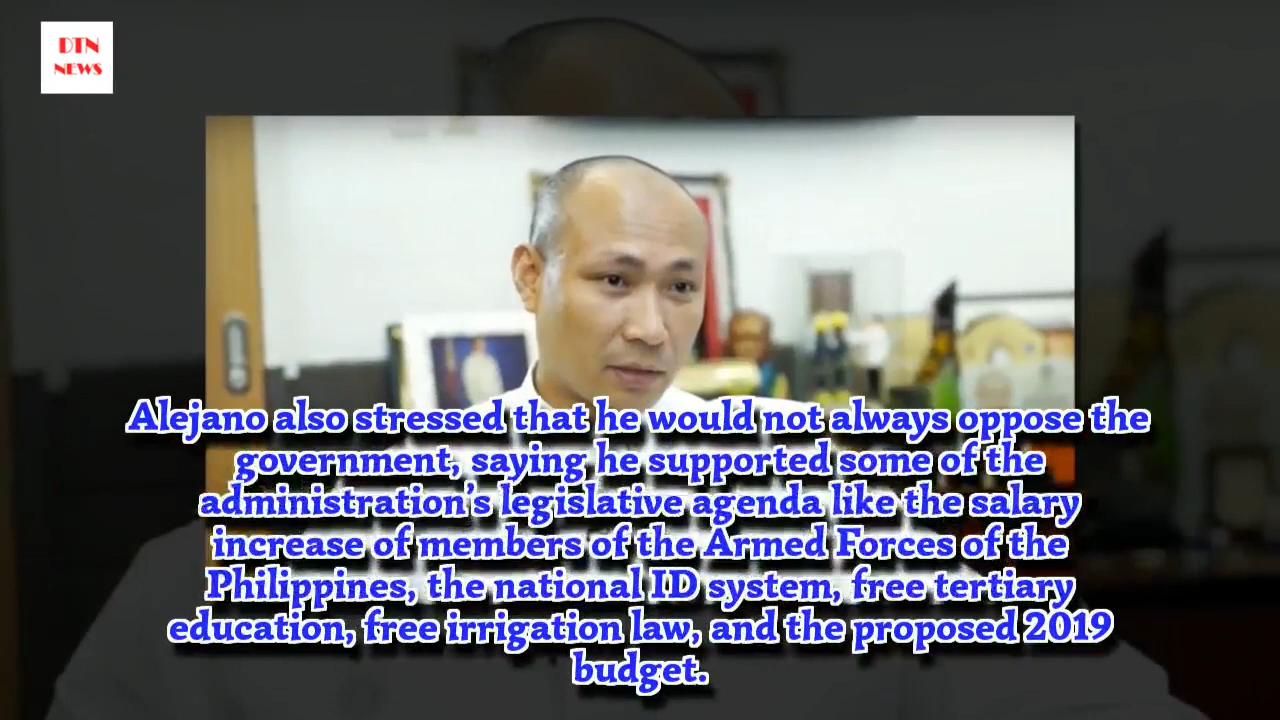 DTN
NEWS
Alejano also stressed that he would not always oppose the
government, saying he supported some of the
administration's legislative agenda like the salary
increase of members of the Armed Forces of the
Philippines, the national ID system, free tertiary
education, free irrigation law, and the proposed 2019
budget.